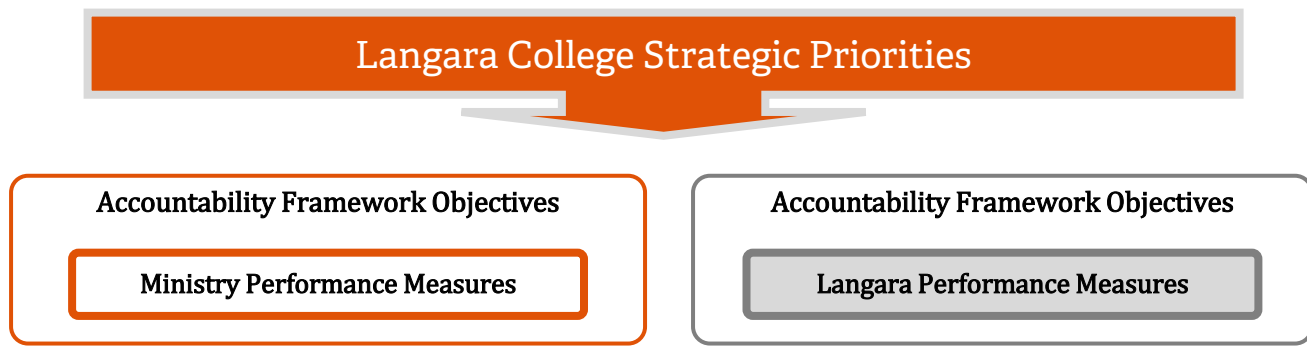 Langara College Strategic Priorities
Accountability Framework Objectives
Ministry Performance Measures
Accountability Framework Objectives
Langara Performance Measures